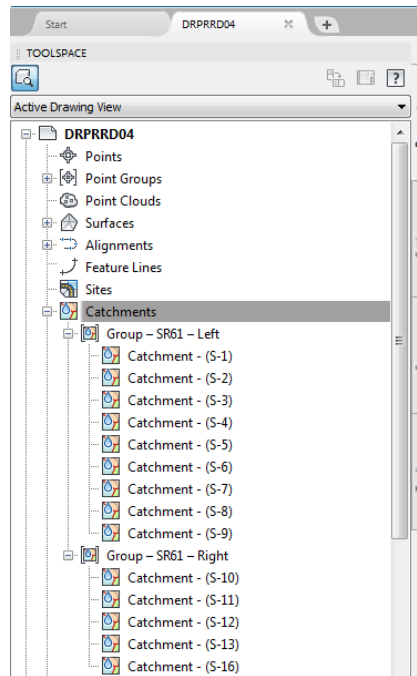 Start DRPRRD04
TOOLSPACE
Active Drawing View
DRPRRD04
Points
Point Groups
Point Clouds
Surfaces
Alignments
Feature Lines
Sites
Catchments
Group – SR61 – Left
Catchment - (S-1)
Catchment - (S-2)
Catchment - (S-3)
Catchment - (S-4)
Catchment - (S-5)
Catchment - (S-6)
Catchment - (S-7)
Catchment - (S-8)
Catchment - (S-9)
Group – SR61 – Right
Catchment - (S-10)
Catchment - (S-11)
Catchment - (S-12)
Catchment - (S-13)
Catchment - (S-16)